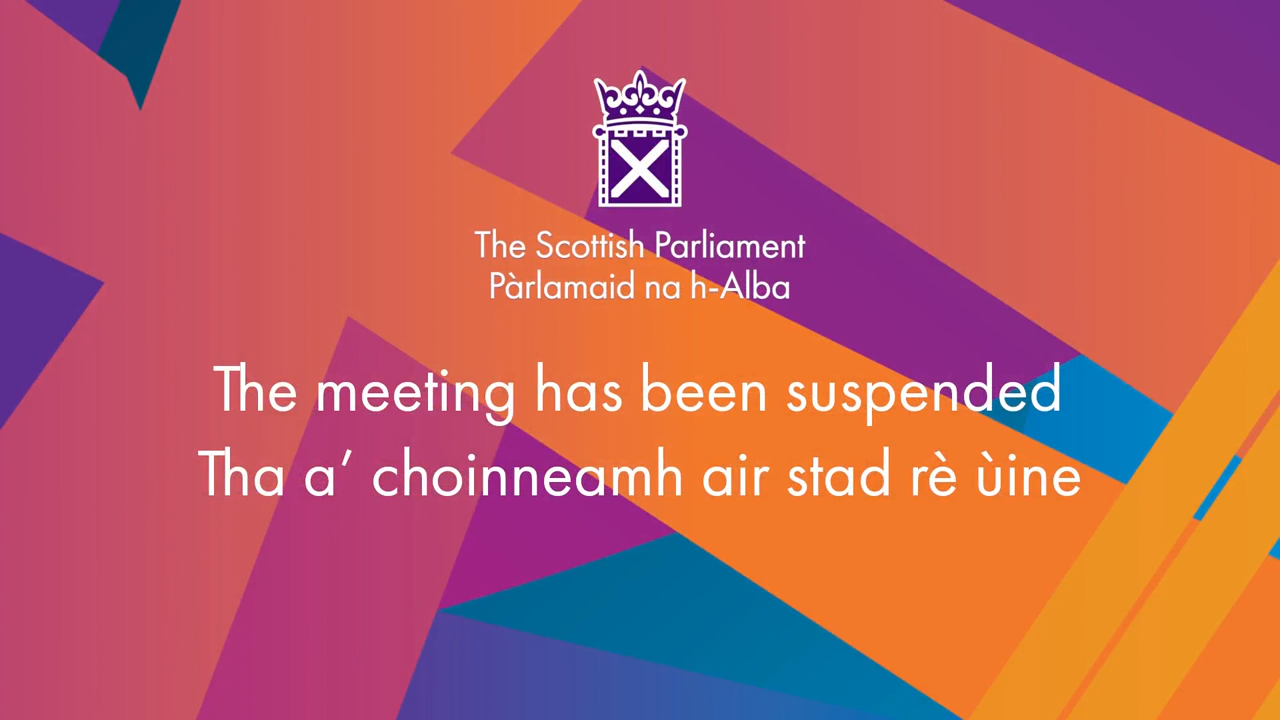 The Scottish Parliament
Pàrlamaid na h-Alba
The meeting has been suspended
Tha a’ choinneamh air stad rè ùine